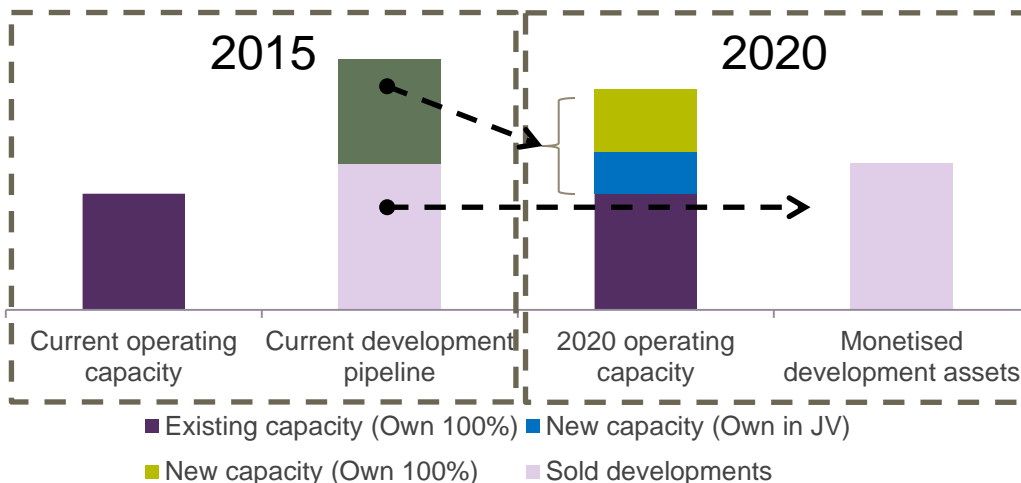 2015
2020
Current operating
capacity
Current development
pipeline
2020 operating
capacity
Monetised
development assets
Existing capacity (Own 100%)
New capacity (Own in JV)
New capacity (Own 100%)
Sold developments